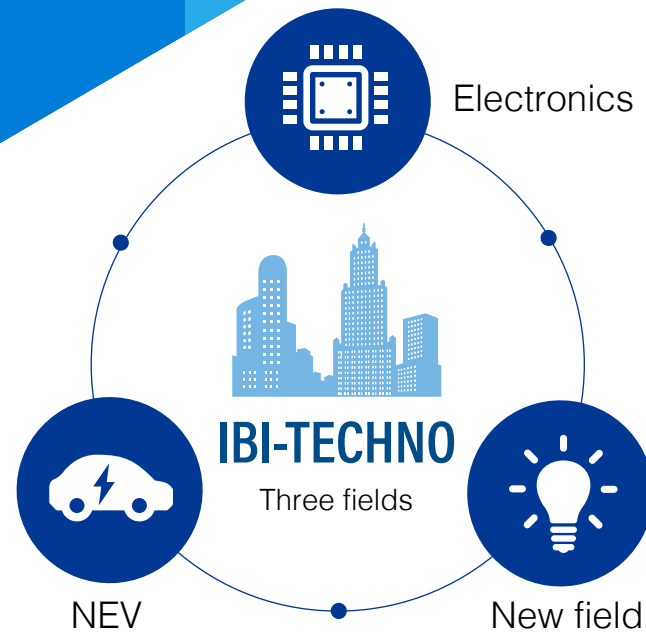 Electronics
IBI-TECHNO
Three fields
NEV
New field